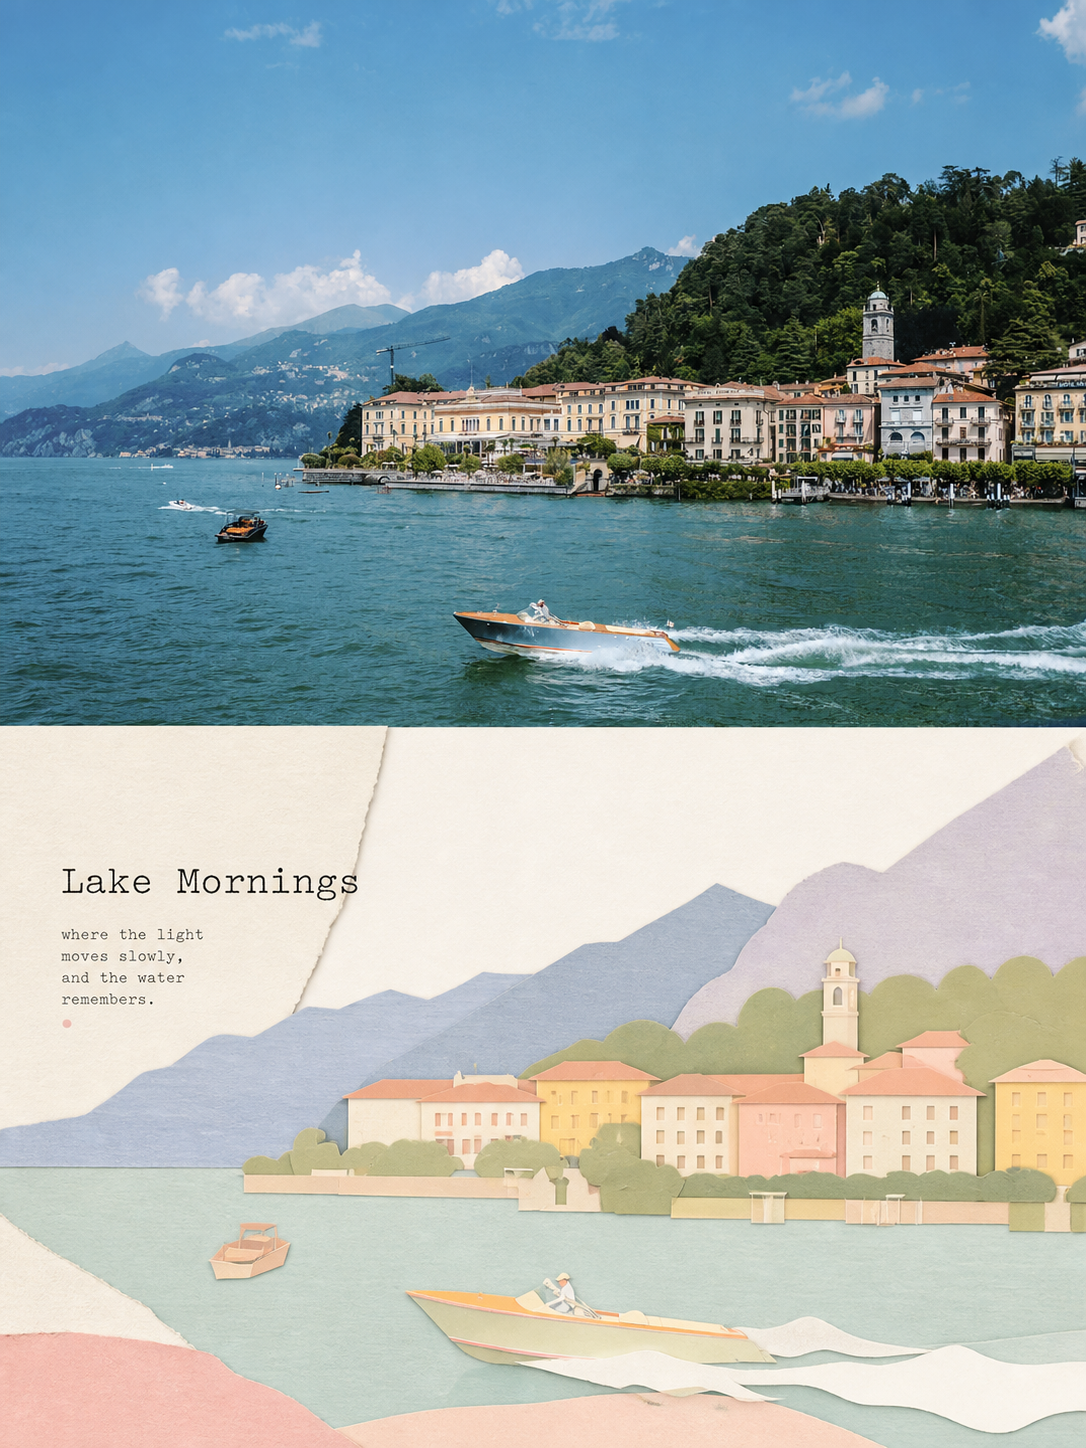 Lake Mornings
where the light
moves slowly,
and the water
remembers.